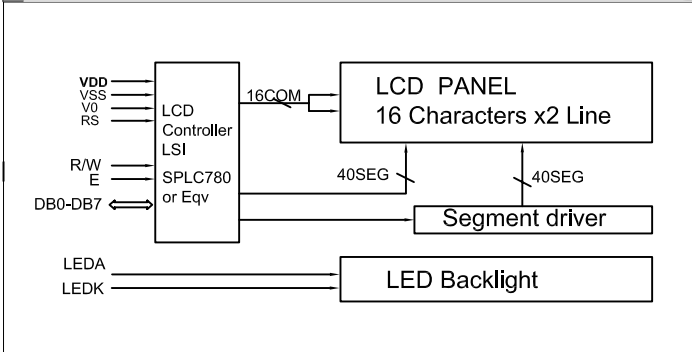 VDD
VSS
V0
RS
R/W
E
DB0-DB7
LCD
Controller
LSI
SPLC780
or Eqv
16COM
LCD PANEL
16 Characters x2 Line
40SEG
40SEG
Segment driver
LEDA
LEDK
LED Backlight